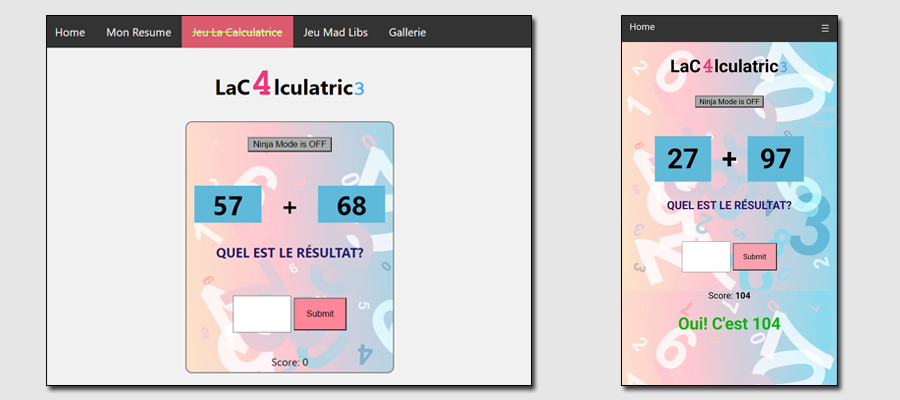 Home Mon Resume Jeu La Calculatrice Jeu Mad Libs Gallerie
LaC4lculatric3
Ninja Mode is OFF
57 + 68
QUEL EST LE RÉSULTAT?
Submit
Score: 0
Home ☰
LaC4lculatric3
Ninja Mode is OFF
27 + 97
QUEL EST LE RÉSULTAT?
Submit
Score: 104
Oui! C'est 104